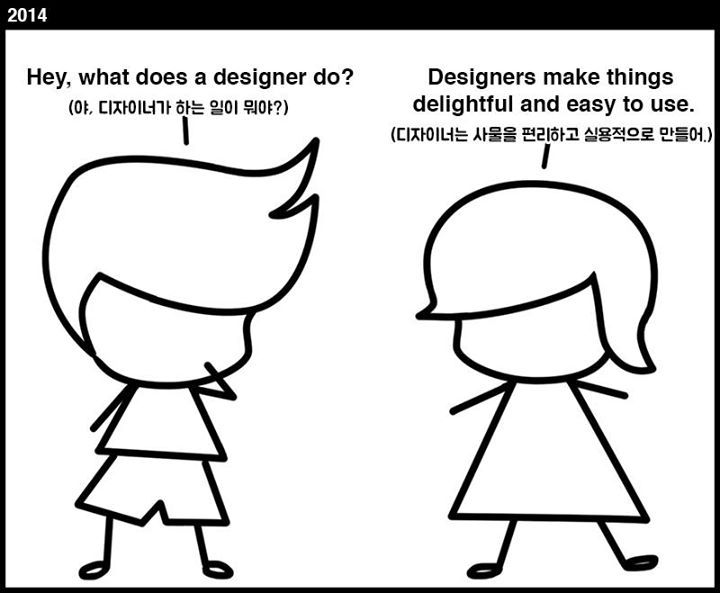 2014
Hey, what does a designer do?
(야, 디자이너가 하는 일이 뭐야?)
Designers make things
delightful and easy to use.
(디자이너는 사물을 편리하고 실용적으로 만들어.)